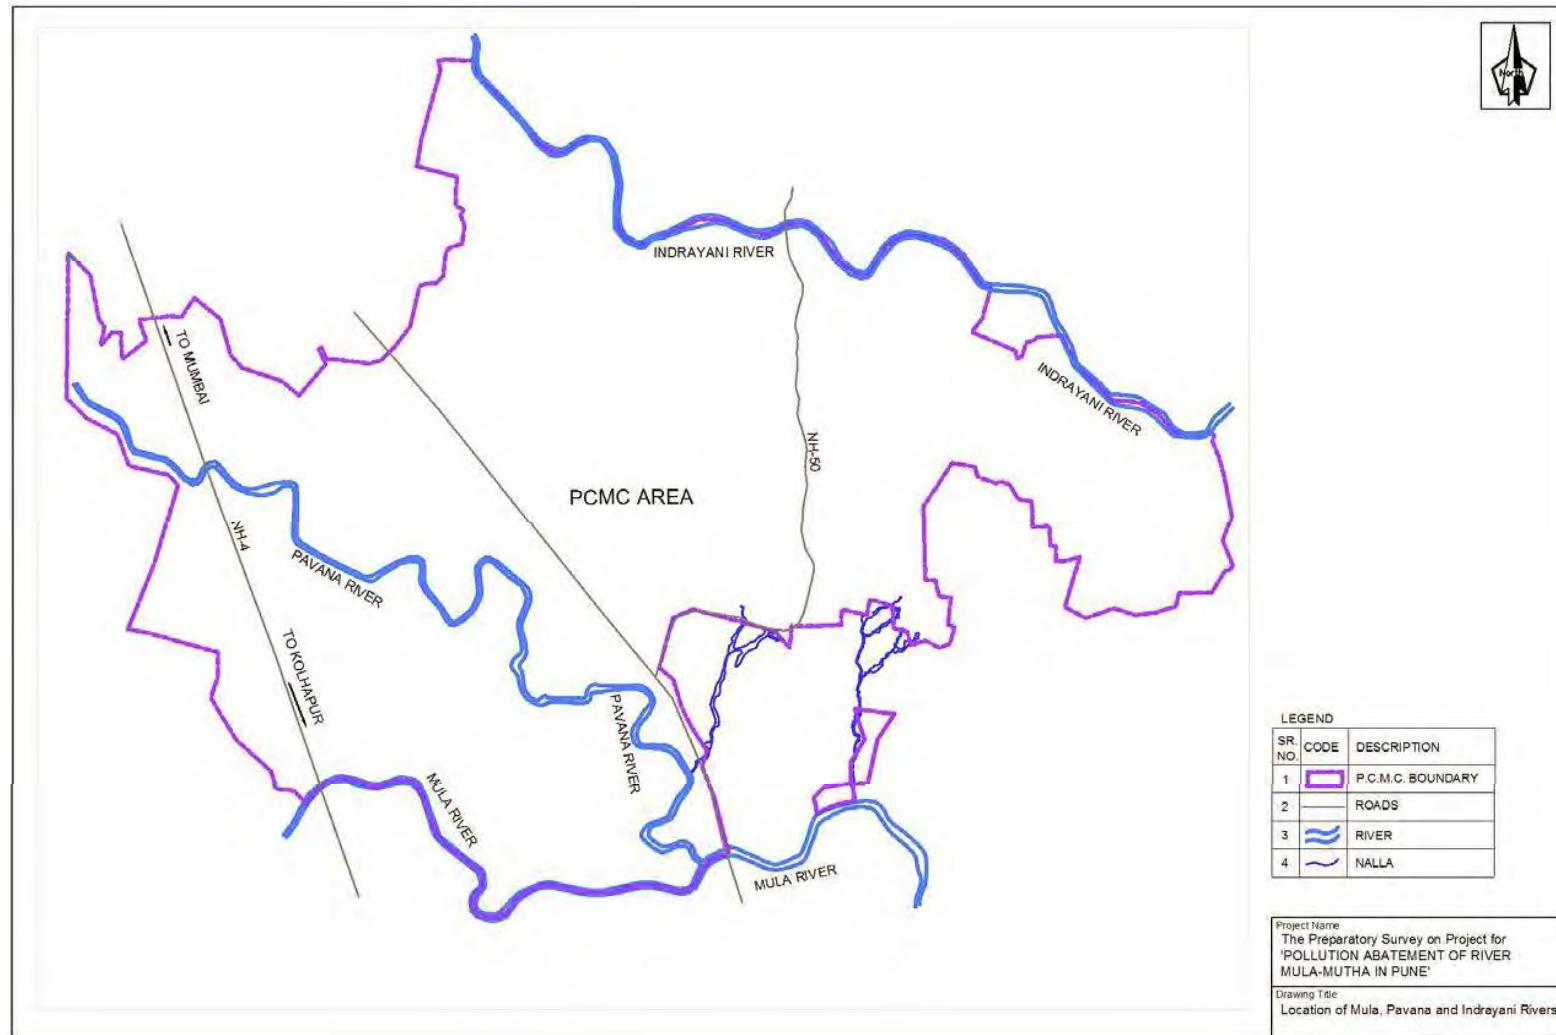 North
INDRAYANI RIVER
TO MUMBAI
INDRAYANI RIVER
NH-50
PCMC AREA
NH-4
PAVANA RIVER
TO KOLHAPUR
PAVANA RIVER
MULA RIVER
MULA RIVER
LEGEND
SR. NO. CODE DESCRIPTION
1 P.C.M.C. BOUNDARY
2 ROADS
3 RIVER
4 NALLA
Project Name
The Preparatory Survey on Project for
'POLLUTION ABATEMENT OF RIVER
MULA-MUTHA IN PUNE'
Drawing Title
Location of Mula, Pavana and Indrayani Rivers